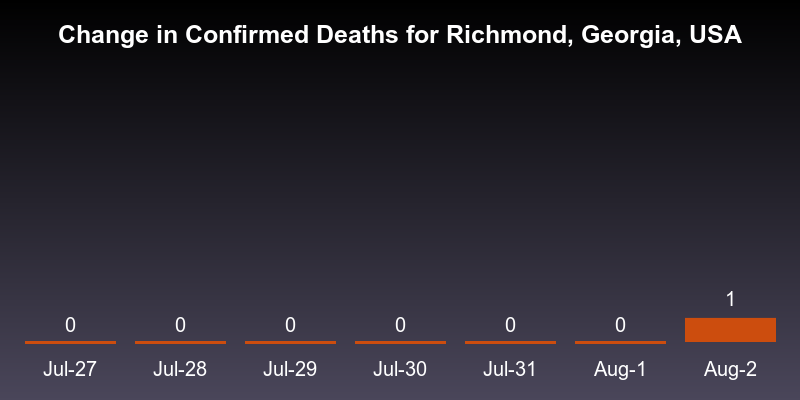 Change in Confirmed Deaths for Richmond, Georgia, USA
0 0 0 0 0 0 1
Jul-27 Jul-28 Jul-29 Jul-30 Jul-31 Aug-1 Aug-2